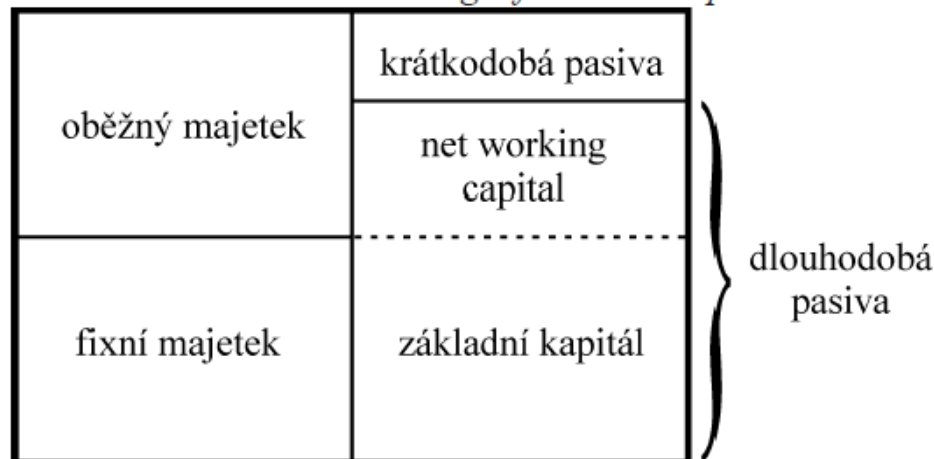 krátkodobá pasiva
oběžný majetek
net working
capital
dlouhodobá
pasiva
fixní majetek
základní kapitál